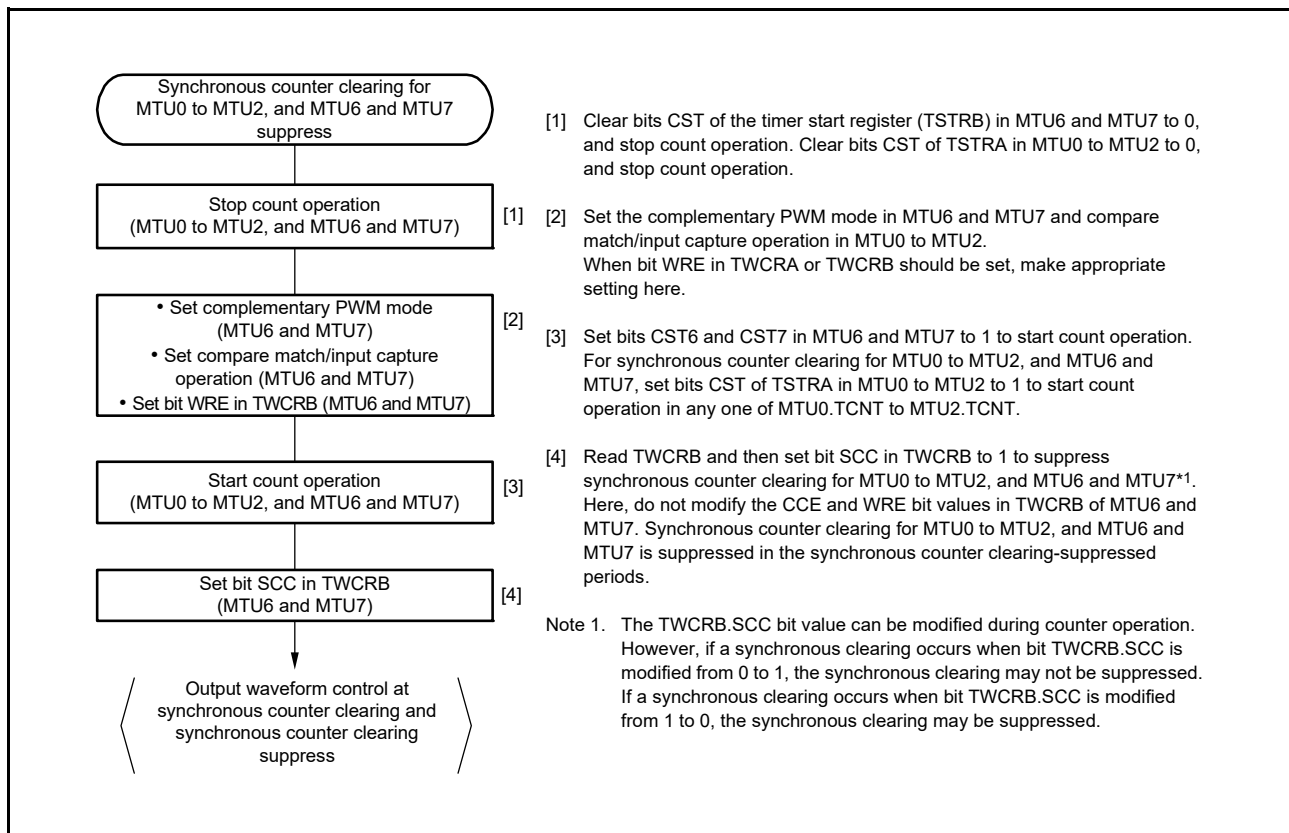 Synchronous counter clearing for
MTU0 to MTU2, and MTU6 and MTU7
suppress
Stop count operation
(MTU0 to MTU2, and MTU6 and MTU7)
[1]
• Set complementary PWM mode
(MTU6 and MTU7)
• Set compare match/input capture
operation (MTU6 and MTU7)
• Set bit WRE in TWCRB (MTU6 and MTU7)
[2]
Start count operation
(MTU0 to MTU2, and MTU6 and MTU7)
[3]
Set bit SCC in TWCRB
(MTU6 and MTU7)
[4]
Output waveform control at
synchronous counter clearing and
synchronous counter clearing
suppress
[1] Clear bits CST of the timer start register (TSTRB) in MTU6 and MTU7 to 0,
and stop count operation. Clear bits CST of TSTRA in MTU0 to MTU2 to 0,
and stop count operation.
[2] Set the complementary PWM mode in MTU6 and MTU7 and compare
match/input capture operation in MTU0 to MTU2.
When bit WRE in TWCRA or TWCRB should be set, make appropriate
setting here.
[3] Set bits CST6 and CST7 in MTU6 and MTU7 to 1 to start count operation.
For synchronous counter clearing for MTU0 to MTU2, and MTU6 and
MTU7, set bits CST of TSTRA in MTU0 to MTU2 to 1 to start count
operation in any one of MTU0.TCNT to MTU2.TCNT.
[4] Read TWCRB and then set bit SCC in TWCRB to 1 to suppress
synchronous counter clearing for MTU0 to MTU2, and MTU6 and MTU7*1.
Here, do not modify the CCE and WRE bit values in TWCRB of MTU6 and
MTU7. Synchronous counter clearing for MTU0 to MTU2, and MTU6 and
MTU7 is suppressed in the synchronous counter clearing-suppressed
periods.
Note 1. The TWCRB.SCC bit value can be modified during counter operation.
However, if a synchronous clearing occurs when bit TWCRB.SCC is
modified from 0 to 1, the synchronous clearing may not be suppressed.
If a synchronous clearing occurs when bit TWCRB.SCC is modified
from 1 to 0, the synchronous clearing may be suppressed.